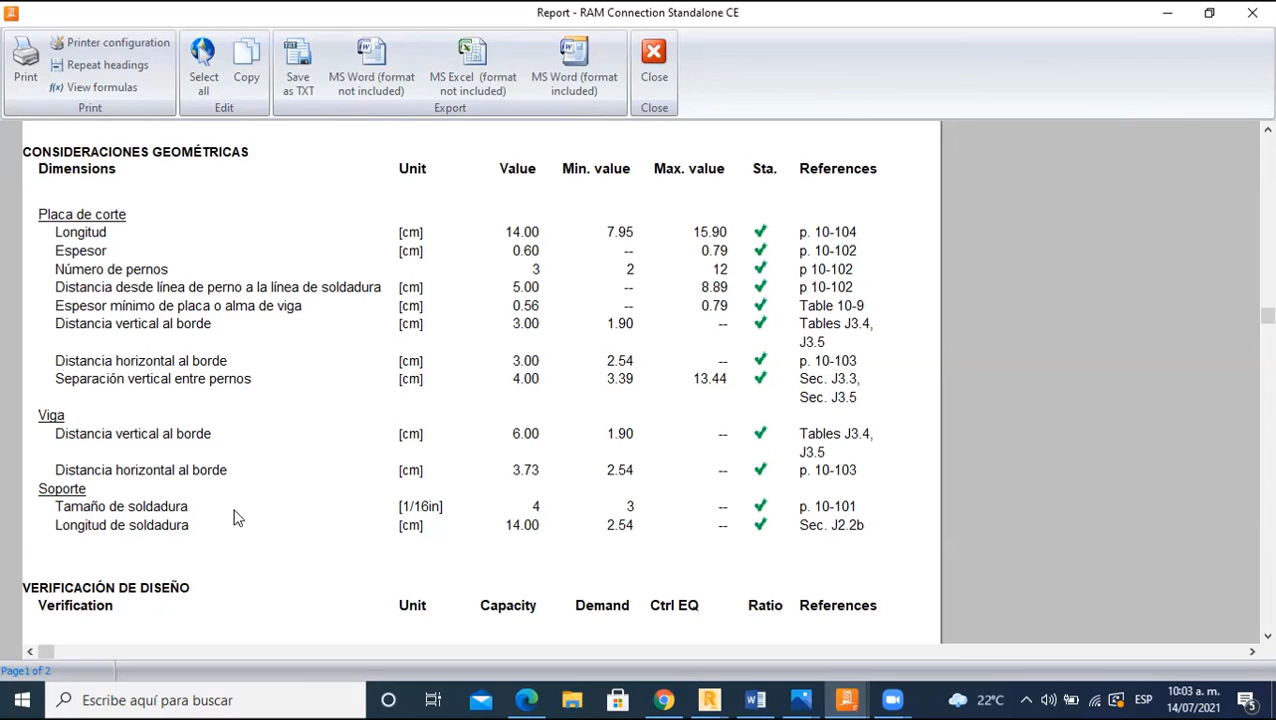 Report - RAM Connection Standalone CE
Print
Printer configuration
Repeat headings
f(x) View formulas
Print
Select all
Copy
Edit
Save as TXT
MS Word (format not included)
MS Excel (format not included)
MS Word (format included)
Export
Close
Close
CONSIDERACIONES GEOMÉTRICAS
Dimensions Unit Value Min. value Max. value Sta. References
Placa de corte
Longitud [cm] 14.00 7.95 15.90 p. 10-104
Espesor [cm] 0.60 -- 0.79 p. 10-102
Número de pernos 3 2 12 p 10-102
Distancia desde línea de perno a la línea de soldadura [cm] 5.00 -- 8.89 p 10-102
Espesor mínimo de placa o alma de viga [cm] 0.56 -- 0.79 Table 10-9
Distancia vertical al borde [cm] 3.00 1.90 -- Tables J3.4,
J3.5
Distancia horizontal al borde [cm] 3.00 2.54 -- p. 10-103
Separación vertical entre pernos [cm] 4.00 3.39 13.44 Sec. J3.3,
Sec. J3.5
Viga
Distancia vertical al borde [cm] 6.00 1.90 -- Tables J3.4,
J3.5
Distancia horizontal al borde [cm] 3.73 2.54 -- p. 10-103
Soporte
Tamaño de soldadura [1/16in] 4 3 -- p. 10-101
Longitud de soldadura [cm] 14.00 2.54 -- Sec. J2.2b
VERIFICACIÓN DE DISEÑO
Verification Unit Capacity Demand Ctrl EQ Ratio References
Page1 of 2
Escribe aquí para buscar
22°C
ESP
10:03 a. m.
14/07/2021
5